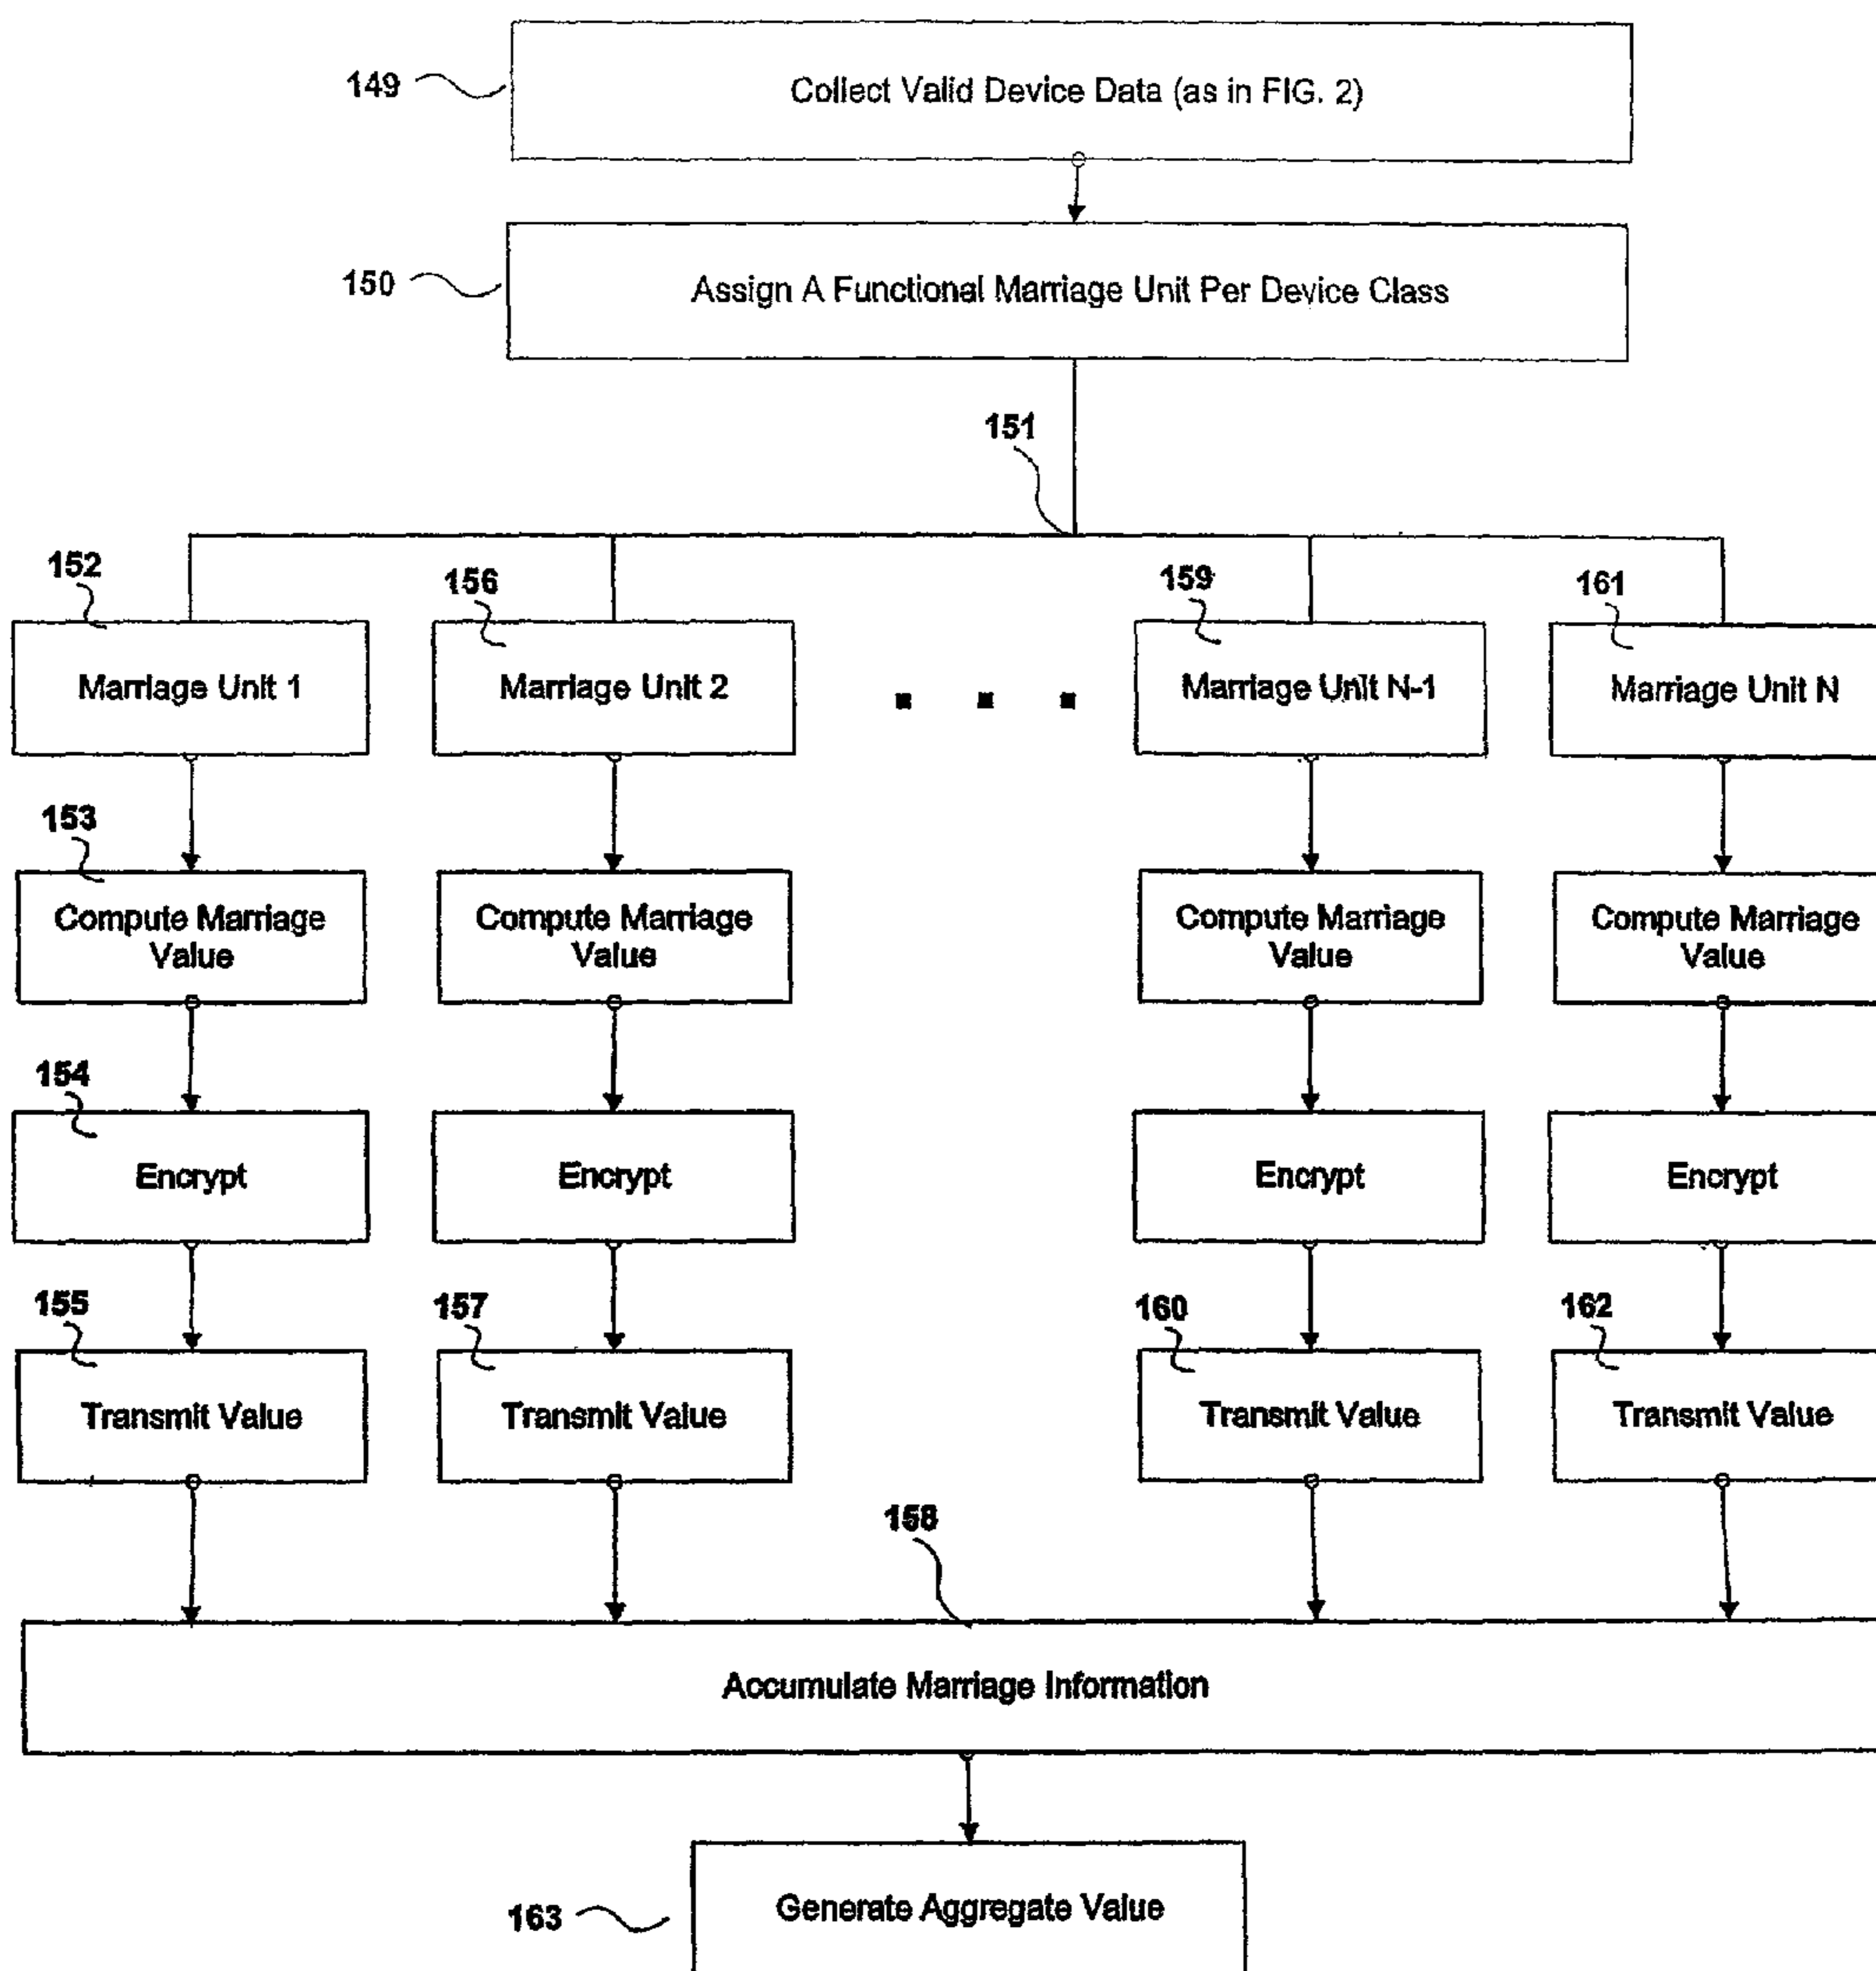 149
Collect Valid Device Data (as in FIG. 2)
150
Assign A Functional Marriage Unit Per Device Class
151
152
156
159
161
Marriage Unit 1
Marriage Unit 2
Marriage Unit N-1
Marriage Unit N
153
Compute Marriage
Value
Compute Marriage
Value
Compute Marriage
Value
Compute Marriage
Value
154
Encrypt
Encrypt
Encrypt
Encrypt
155
157
160
162
Transmit Value
Transmit Value
Transmit Value
Transmit Value
158
Accumulate Marriage Information
163
Generate Aggregate Value